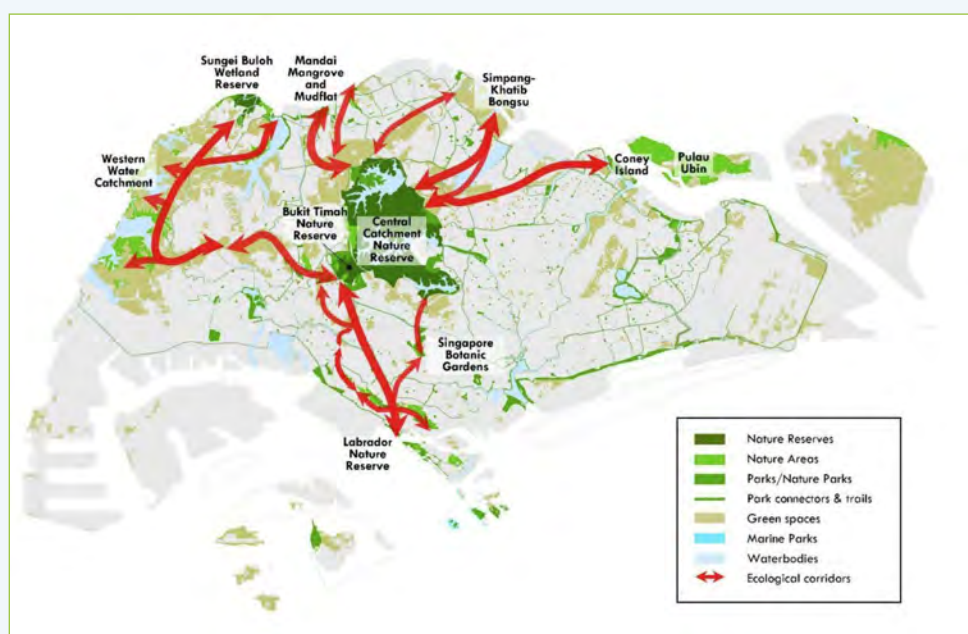 Sungei Buloh
Wetland
Reserve
Mandai
Mangrove
and
Mudflat
Simpang-
Khatib
Bongsu
Western
Water
Catchment
Coney
Island
Pulau
Ubin
Bukit Timah
Nature
Reserve
Central
Catchment
Nature
Reserve
Singapore
Botanic
Gardens
Labrador
Nature
Reserve
Nature Reserves
Nature Areas
Parks/Nature Parks
Park connectors & trails
Green spaces
Marine Parks
Waterbodies
Ecological corridors